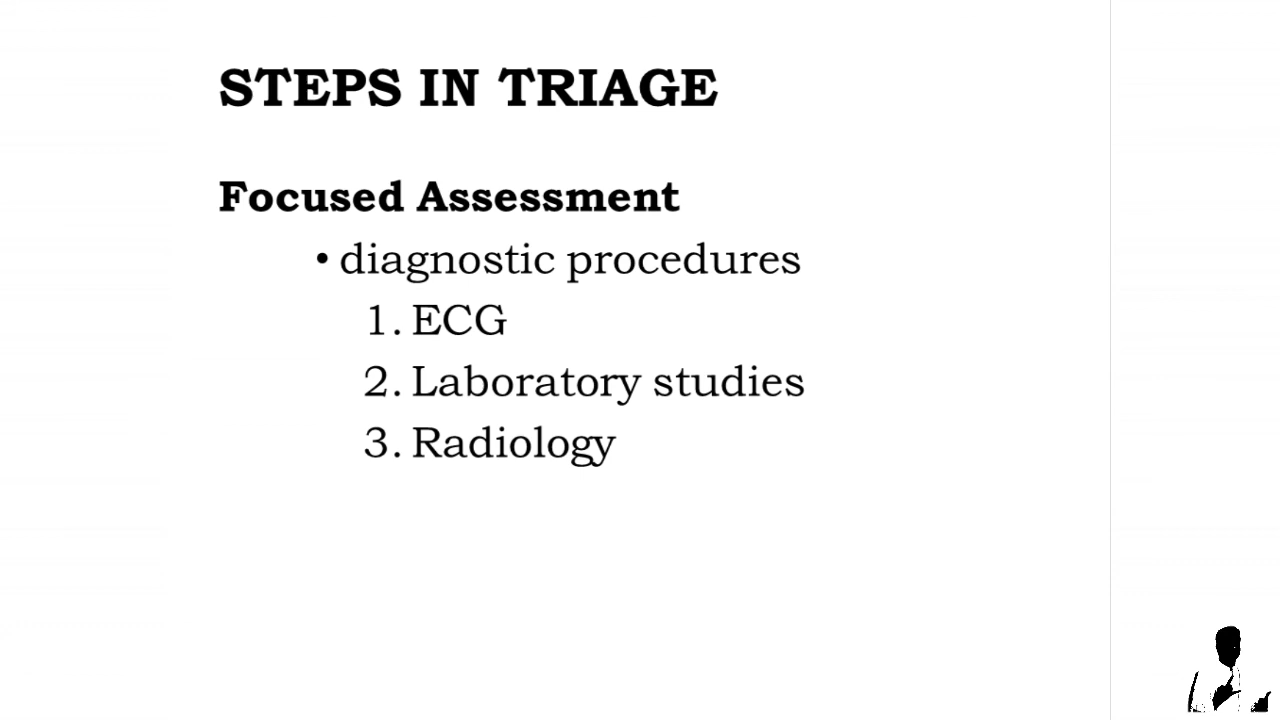 STEPS IN TRIAGE
Focused Assessment
• diagnostic procedures
1. ECG
2. Laboratory studies
3. Radiology